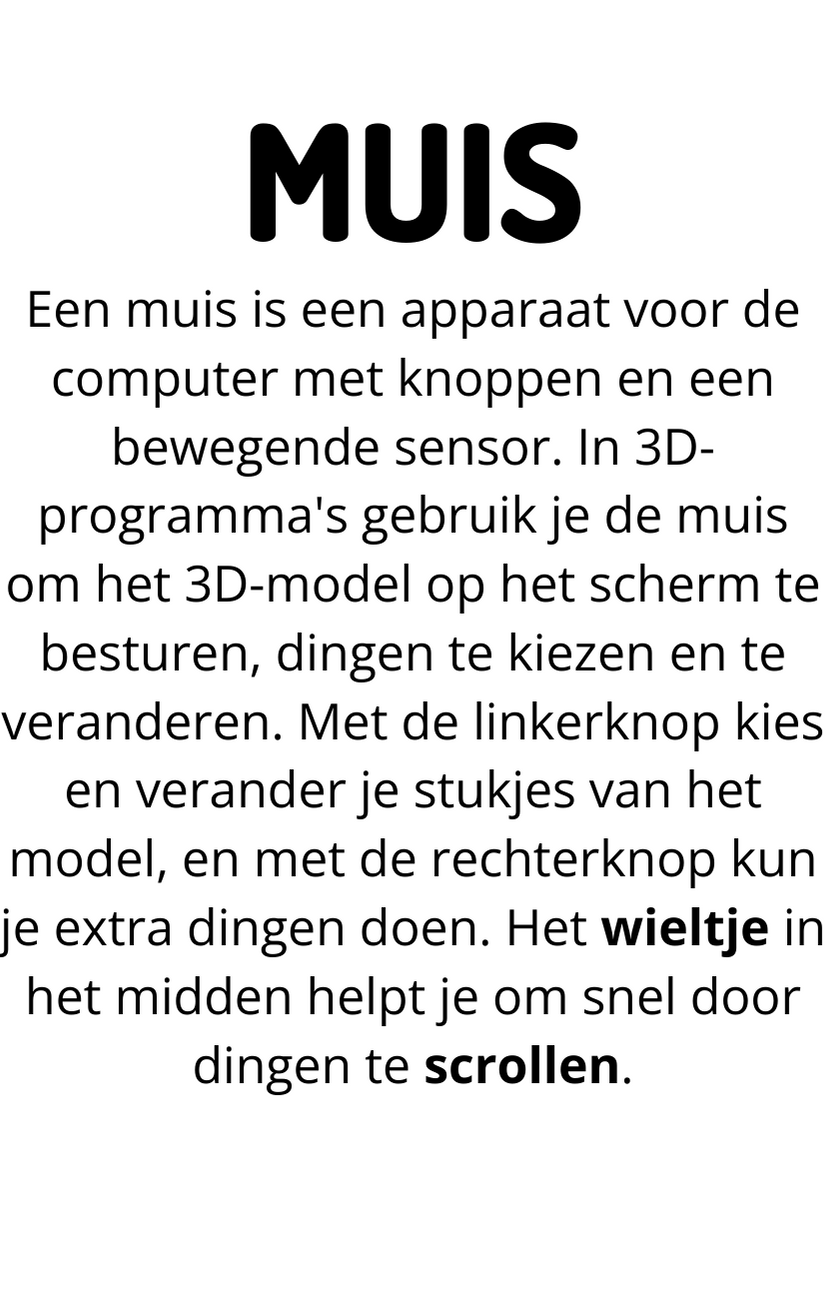 MUIS
Een muis is een apparaat voor de
computer met knoppen en een
bewegende sensor. In 3D-
programma's gebruik je de muis
om het 3D-model op het scherm te
besturen, dingen te kiezen en te
veranderen. Met de linkerknop kies
en verander je stukjes van het
model, en met de rechterknop kun
je extra dingen doen. Het wieltje in
het midden helpt je om snel door
dingen te scrollen.